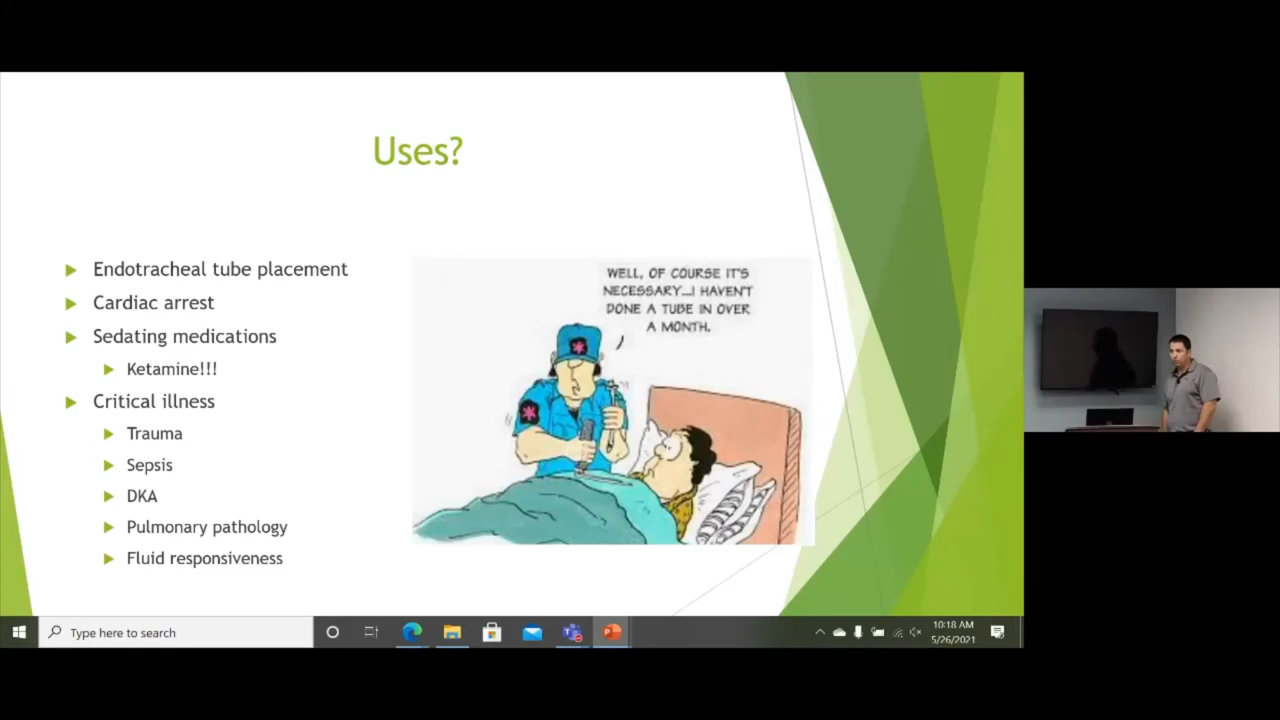 Uses?
Endotracheal tube placement
Cardiac arrest
Sedating medications
Ketamine!!!
Critical illness
Trauma
Sepsis
DKA
Pulmonary pathology
Fluid responsiveness
WELL, OF COURSE IT'S
NECESSARY...I HAVEN'T
DONE A TUBE IN OVER
A MONTH.
Type here to search
10:18 AM
5/26/2021